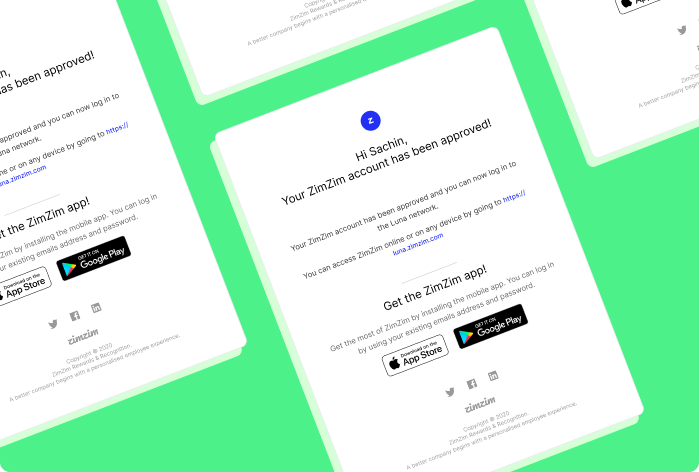 Copyri
ZimZim Rewards & Recognition.
A better company begins with a personalised
App
A better company begins
n,
as been approved!
approved and you can now log in to
una network.
ne or on any device by going to https://
una.zimzim.com
t the ZimZim app!
Zim by installing the mobile app. You can log in
ur existing emails address and password.
Download on the
App Store
GET IT ON
Google Play
zimzim
Copyright © 2020
ZimZim Rewards & Recognition.
A better company begins with a personalised employee experience.
Z
Hi Sachin,
Your ZimZim account has been approved!
Your ZimZim account has been approved and you can now log in to
the Luna network.
You can access ZimZim online or on any device by going to https://
luna.zimzim.com
Get the ZimZim app!
Get the most of ZimZim by installing the mobile app. You can log in
by using your existing emails address and password.
Download on the
App Store
GET IT ON
Google Play
zimzim
Copyright © 2020
ZimZim Rewards & Recognition.
A better company begins with a personalised employee experience.